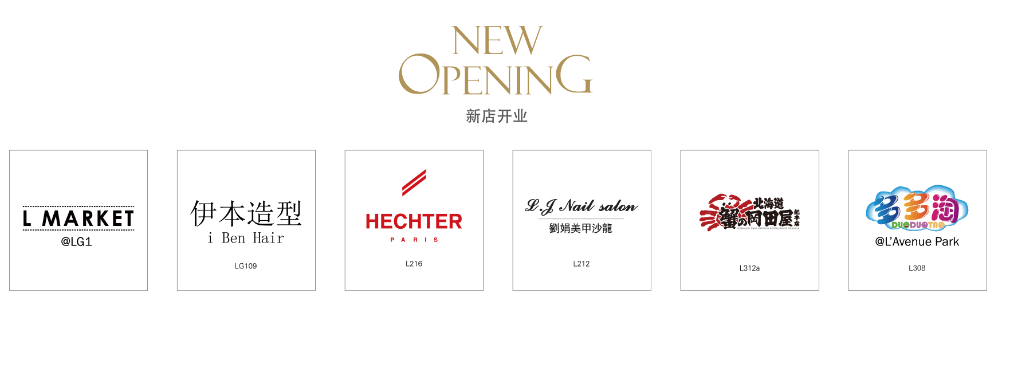 NEW
OPENING
新店开业
L MARKET
@LG1
伊本造型
i Ben Hair
LG109
HECHTER
PARIS
L216
L.J Nail salon
劉娟美甲沙龍
L212
北海道
蟹の岡田屋
L312a
多多淘
DUODUOTAO
@L'Avenue Park
L308